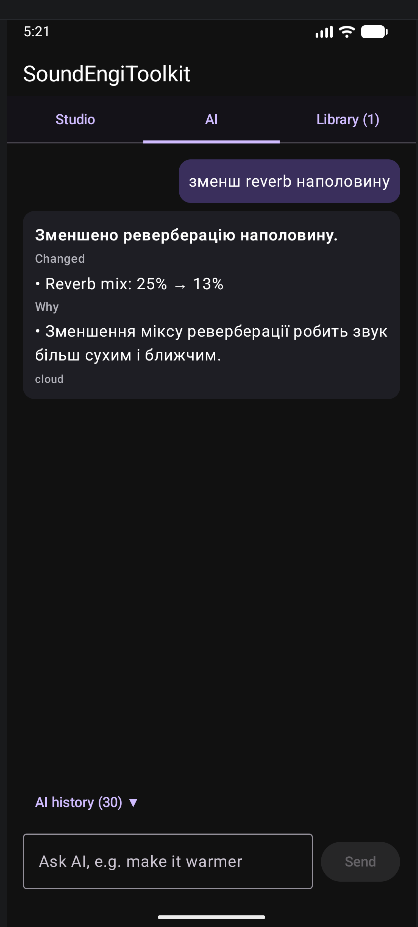 5:21
SoundEngiToolkit
Studio
AI
Library (1)
зменш reverb наполовину
Зменшено реверберацію наполовину.
Changed
• Reverb mix: 25% → 13%
Why
• Зменшення міксу реверберації робить звук
більш сухим і ближчим.
cloud
AI history (30) ▼
Ask AI, e.g. make it warmer
Send